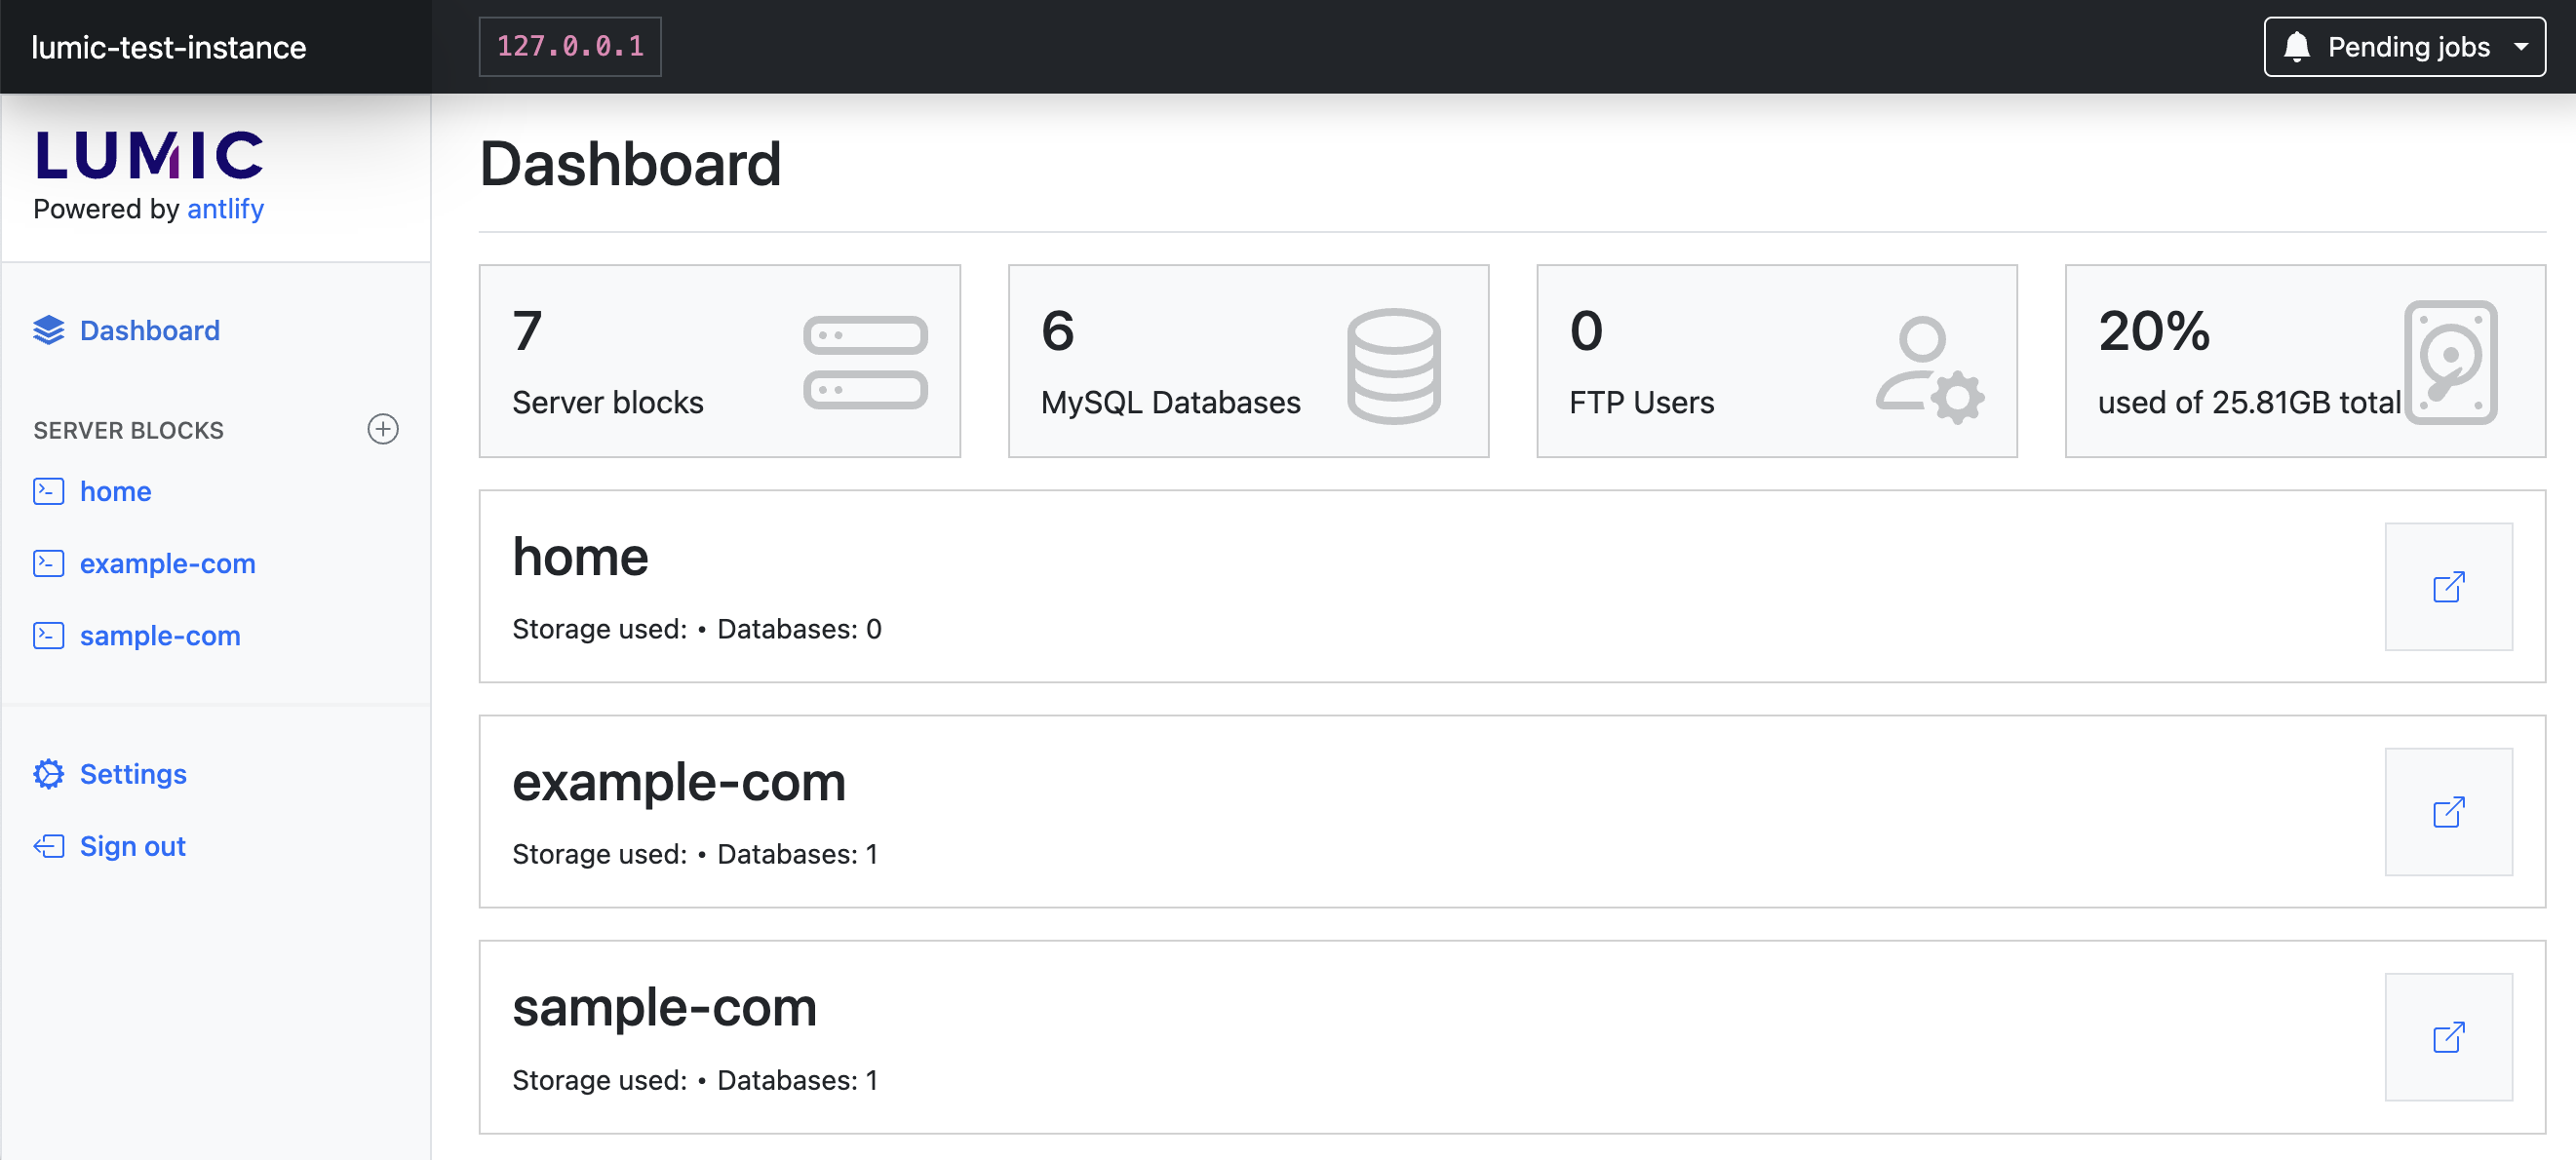 lumic-test-instance
127.0.0.1
Pending jobs
LUMIC
Powered by antlify
Dashboard
SERVER BLOCKS
home
example-com
sample-com
Settings
Sign out
Dashboard
7
Server blocks
6
MySQL Databases
0
FTP Users
20%
used of 25.81GB total
home
Storage used: • Databases: 0
example-com
Storage used: • Databases: 1
sample-com
Storage used: • Databases: 1